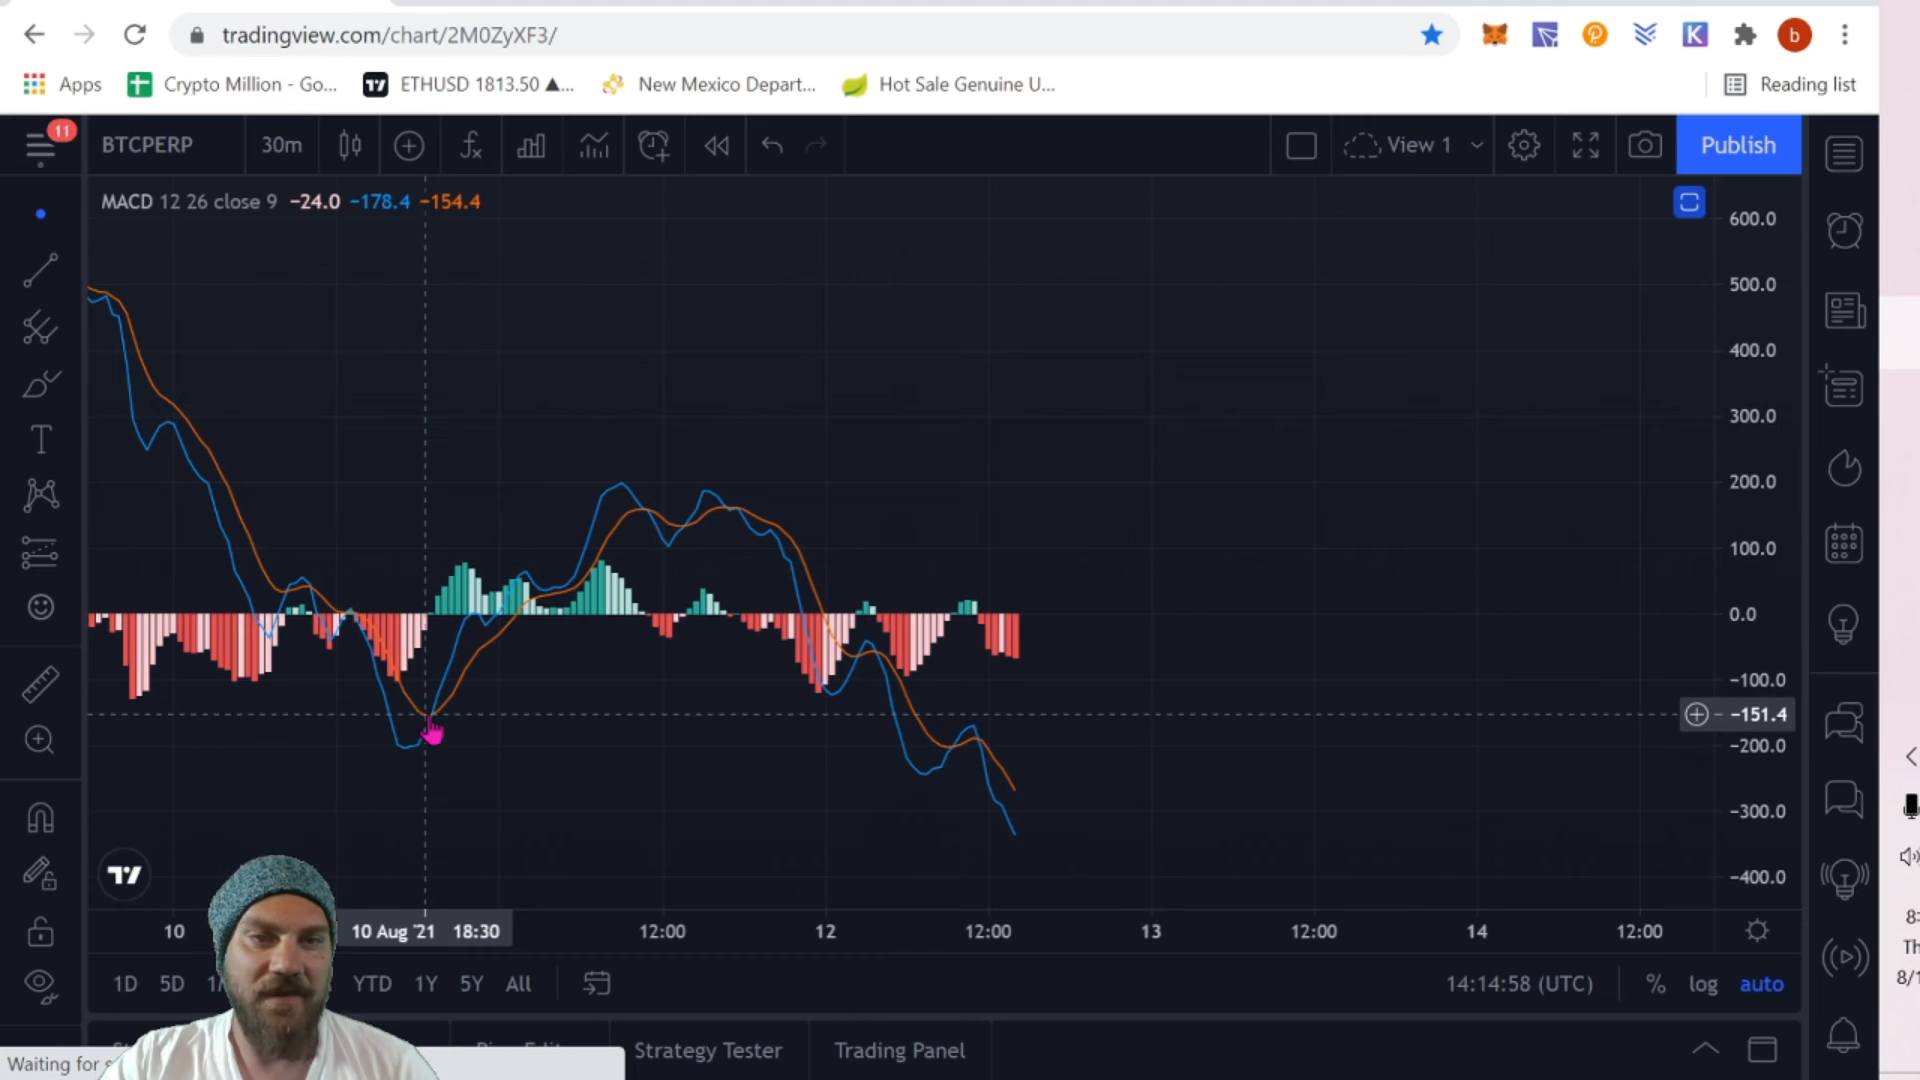 tradingview.com/chart/2M0ZyXF3/
b
Apps
Crypto Million - Go...
ETHUSD 1813.50 ▲...
New Mexico Depart...
Hot Sale Genuine U...
Reading list
11
BTCPERP
30m
View 1
Publish
MACD 12 26 close 9 −24.0 −178.4 −154.4
600.0
500.0
400.0
300.0
200.0
100.0
0.0
−100.0
−151.4
−200.0
−300.0
−400.0
10
10 Aug '21 18:30
12:00
12
12:00
13
12:00
14
12:00
1D
5D
YTD
1Y
5Y
All
14:14:58 (UTC)
%
log
auto
Strategy Tester
Trading Panel
Waiting for